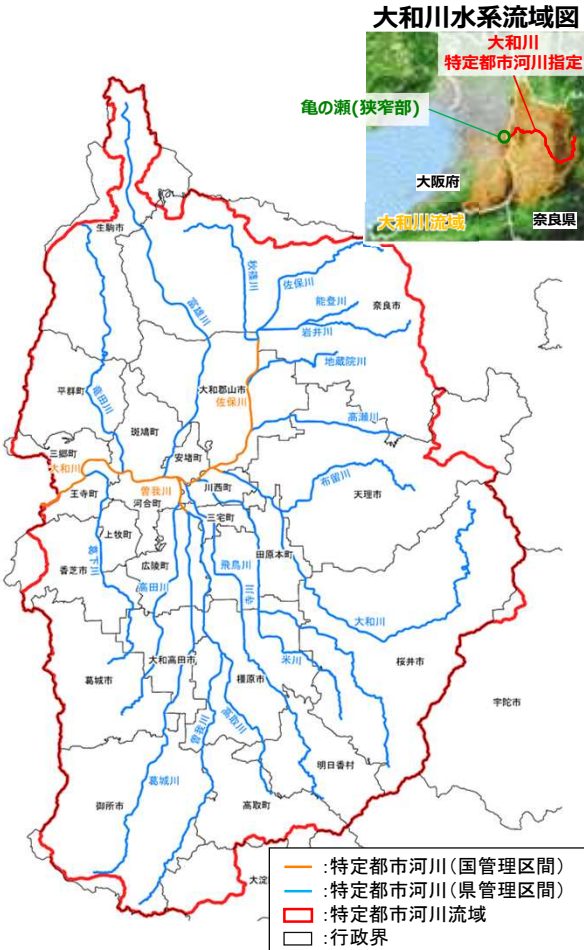 大和川水系流域図
大和川
特定都市河川指定
亀の瀬(狭窄部)
大阪府
大和川流域
奈良県
生駒市
秋篠川
佐保川
能登川
奈良市
富雄川
岩井川
地蔵院川
平群町
竜田川
大和郡山市
佐保川
高瀬川
斑鳩町
三郷町
大和川
安堵町
布留川
天理市
王寺町
曽我川
河合町
川西町
三宅町
上牧町
葛下川
香芝市
広陵町
飛鳥川
田原本町
寺川
高田川
大和川
大和高田市
米川
桜井市
葛城市
橿原市
宇陀市
曽我川
高取川
明日香村
葛城川
御所市
高取町
大淀
:特定都市河川(国管理区間)
:特定都市河川(県管理区間)
:特定都市河川流域
:行政界